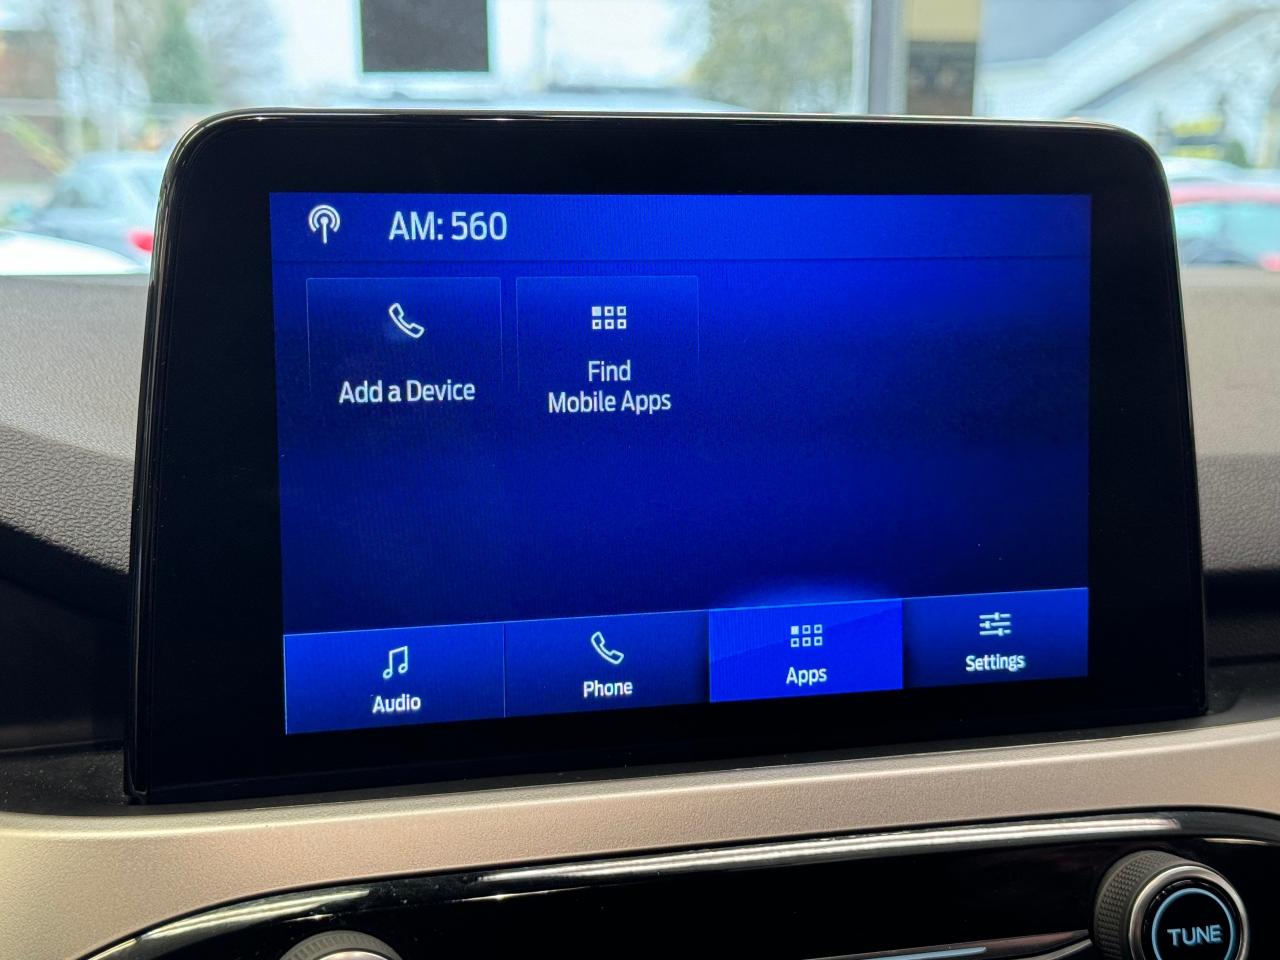 AM: 560
Add a Device
Find
Mobile Apps
Audio
Phone
Apps
Settings
TUNE